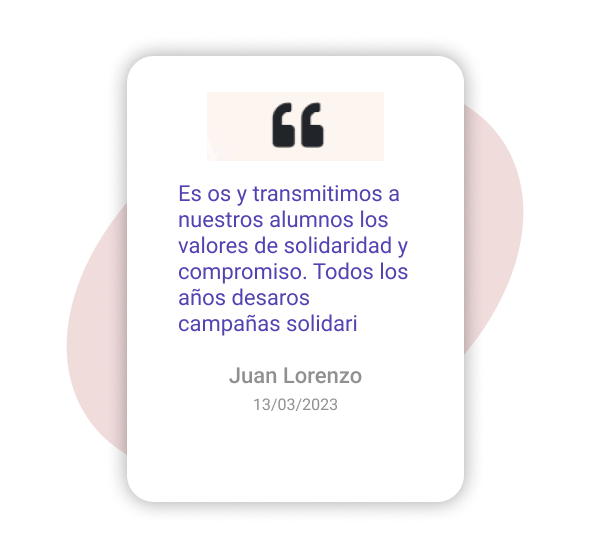 Es os y transmitimos a
nuestros alumnos los
valores de solidaridad y
compromiso. Todos los
años desaros
campañas solidari
Juan Lorenzo
13/03/2023